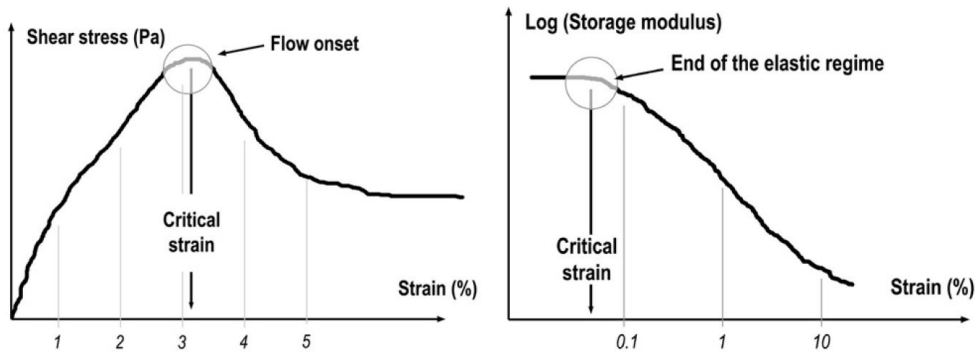 Shear stress (Pa)
Flow onset
Critical
strain
Strain (%)
1 2 3 4 5
Log (Storage modulus)
End of the elastic regime
Critical
strain
Strain (%)
0.1 1 10